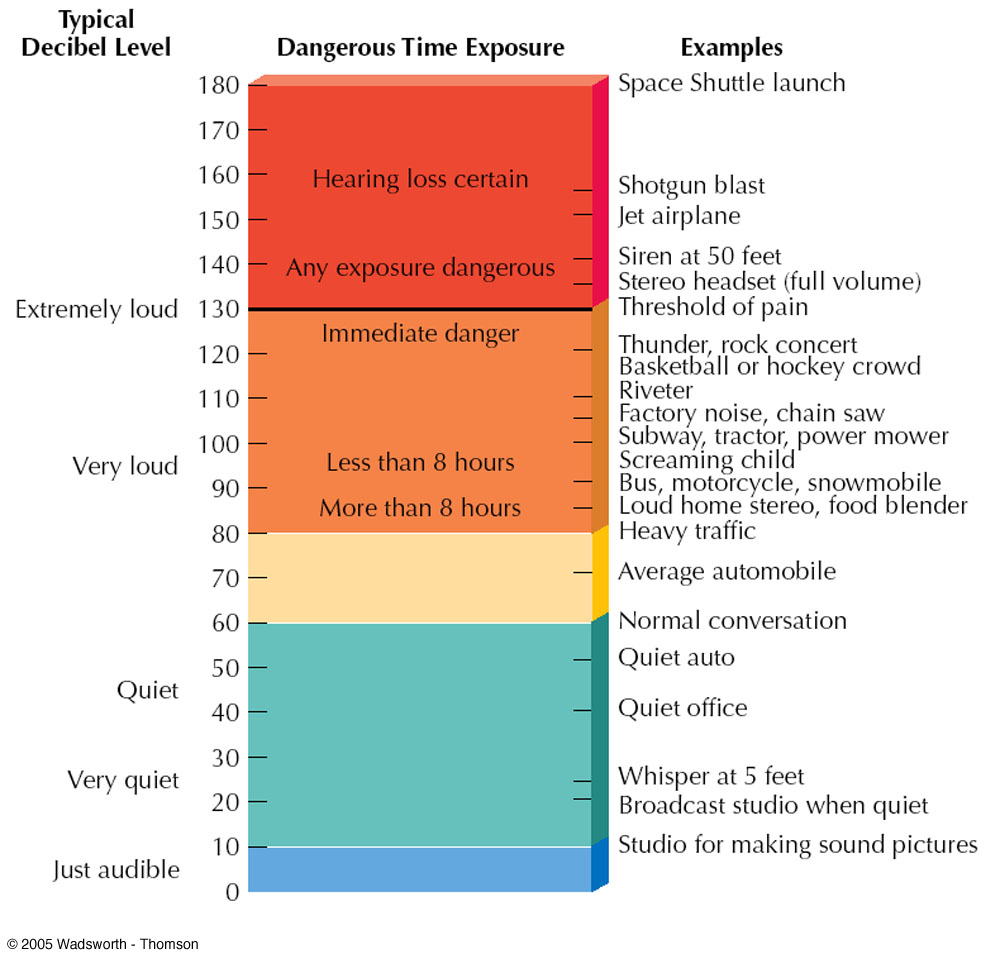 Typical
Decibel Level
Dangerous Time Exposure
Examples
180
Space Shuttle launch
170
160
Hearing loss certain
Shotgun blast
150
Jet airplane
140
Any exposure dangerous
Siren at 50 feet
Stereo headset (full volume)
Extremely loud
130
Threshold of pain
Immediate danger
120
Thunder, rock concert
Basketball or hockey crowd
Riveter
110
Factory noise, chain saw
100
Subway, tractor, power mower
Very loud
Less than 8 hours
Screaming child
90
Bus, motorcycle, snowmobile
More than 8 hours
Loud home stereo, food blender
80
Heavy traffic
70
Average automobile
60
Normal conversation
50
Quiet auto
Quiet
40
Quiet office
30
Very quiet
Whisper at 5 feet
20
Broadcast studio when quiet
10
Studio for making sound pictures
Just audible
0
© 2005 Wadsworth - Thomson